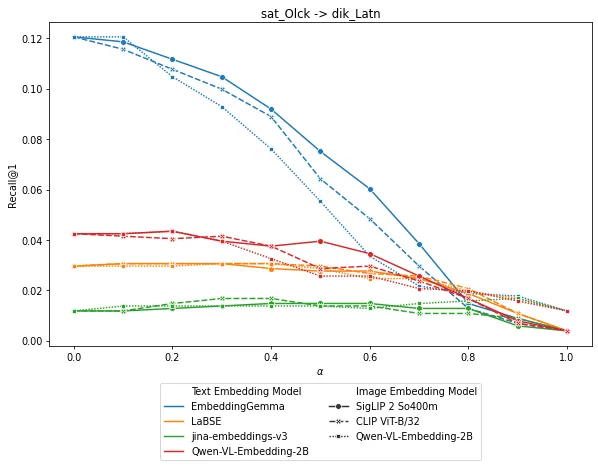 sat_Olck -> dik_Latn
0.12
0.10
0.08
0.06
0.04
0.02
0.00
Recall@1
0.0 0.2 0.4 0.6 0.8 1.0
α
Text Embedding Model Image Embedding Model
EmbeddingGemma SigLIP 2 So400m
LaBSE CLIP ViT-B/32
jina-embeddings-v3 Qwen-VL-Embedding-2B
Qwen-VL-Embedding-2B